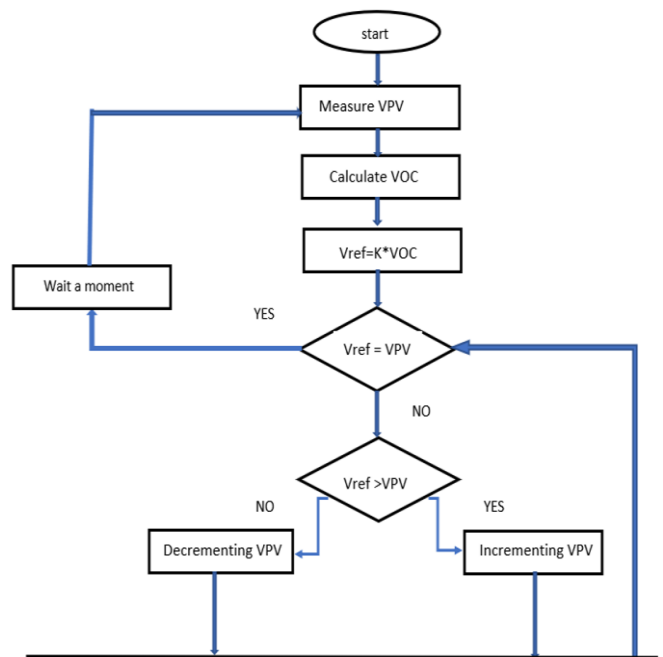 start
Measure VPV
Calculate VOC
Vref=K*VOC
Wait a moment
YES
Vref = VPV
NO
Vref >VPV
NO
YES
Decrementing VPV
Incrementing VPV